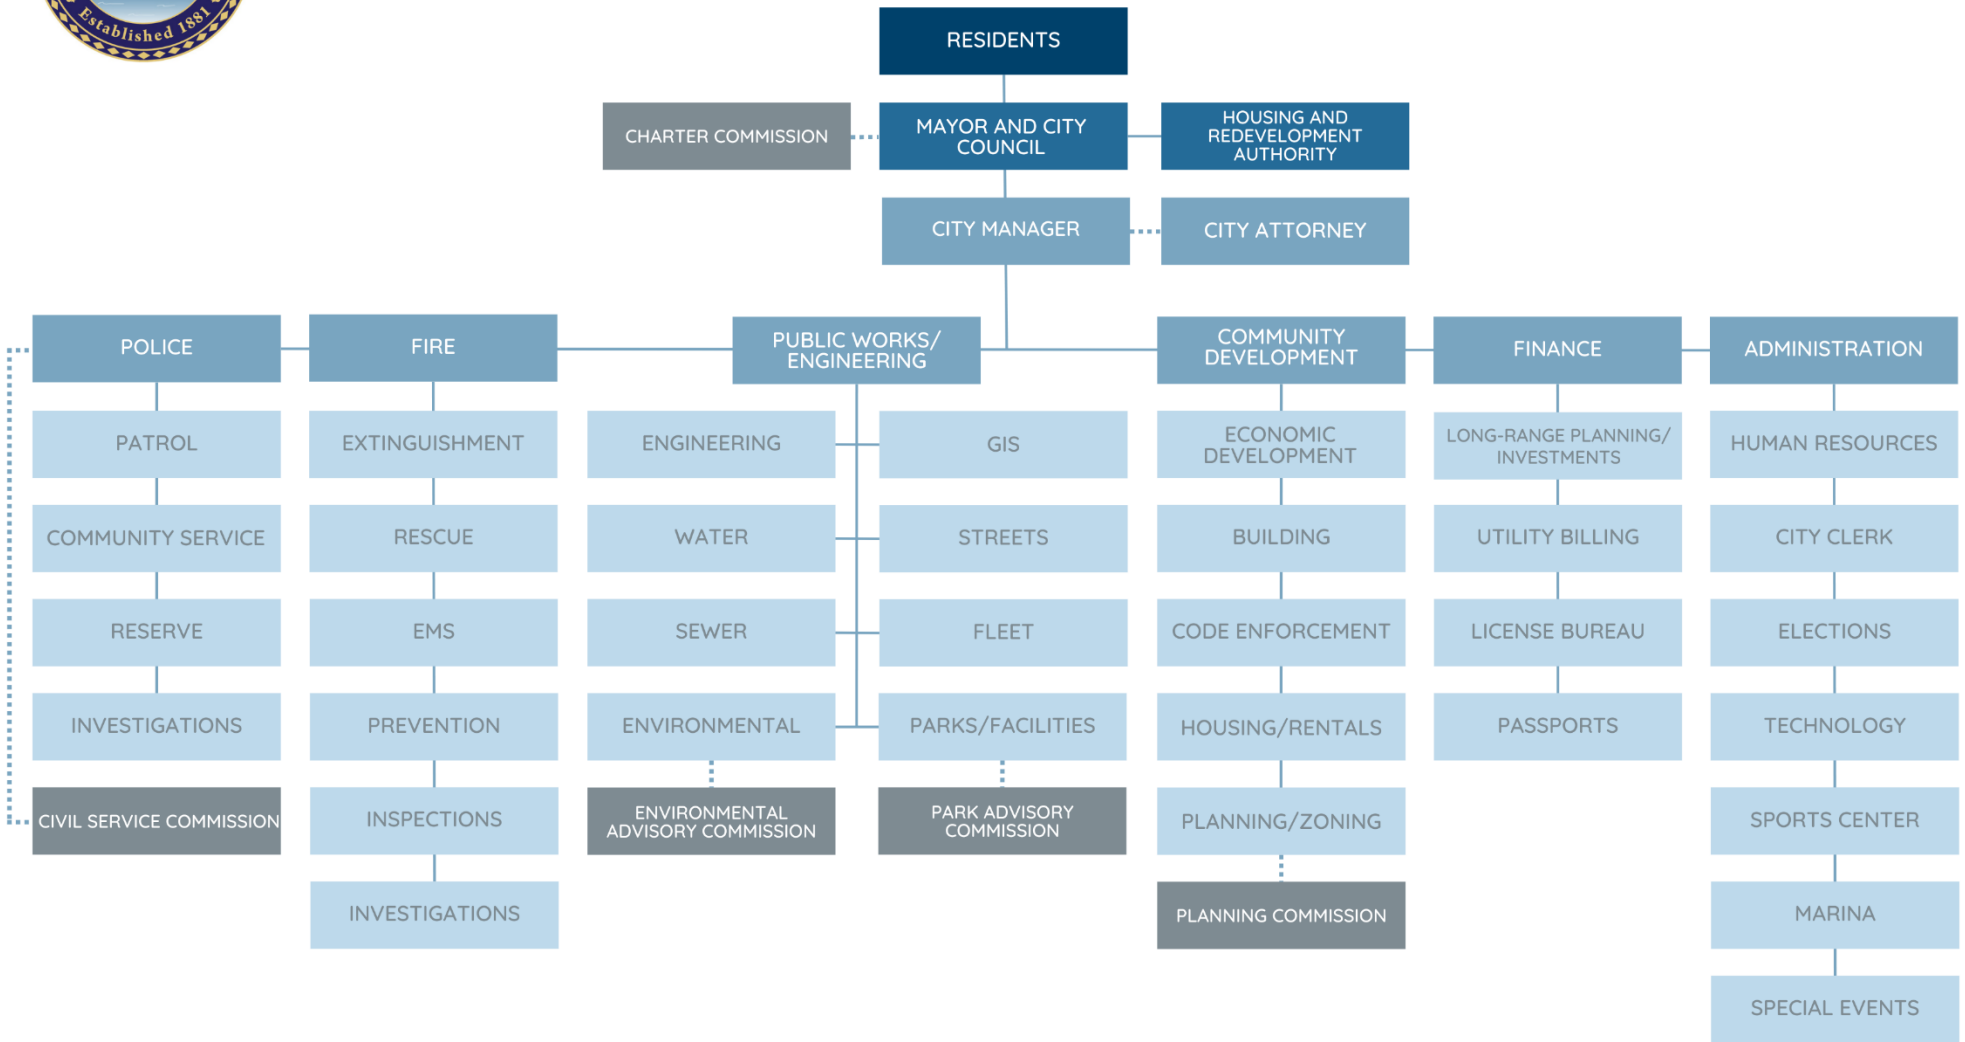 Established 1881
RESIDENTS
CHARTER COMMISSION
MAYOR AND CITY
COUNCIL
HOUSING AND
REDEVELOPMENT
AUTHORITY
CITY MANAGER
CITY ATTORNEY
POLICE
FIRE
PUBLIC WORKS/
ENGINEERING
COMMUNITY
DEVELOPMENT
FINANCE
ADMINISTRATION
PATROL
COMMUNITY SERVICE
RESERVE
INVESTIGATIONS
CIVIL SERVICE COMMISSION
EXTINGUISHMENT
RESCUE
EMS
PREVENTION
INSPECTIONS
INVESTIGATIONS
ENGINEERING
WATER
SEWER
ENVIRONMENTAL
ENVIRONMENTAL
ADVISORY COMMISSION
GIS
STREETS
FLEET
PARKS/FACILITIES
PARK ADVISORY
COMMISSION
ECONOMIC
DEVELOPMENT
BUILDING
CODE ENFORCEMENT
HOUSING/RENTALS
PLANNING/ZONING
PLANNING COMMISSION
LONG-RANGE PLANNING/
INVESTMENTS
UTILITY BILLING
LICENSE BUREAU
PASSPORTS
HUMAN RESOURCES
CITY CLERK
ELECTIONS
TECHNOLOGY
SPORTS CENTER
MARINA
SPECIAL EVENTS